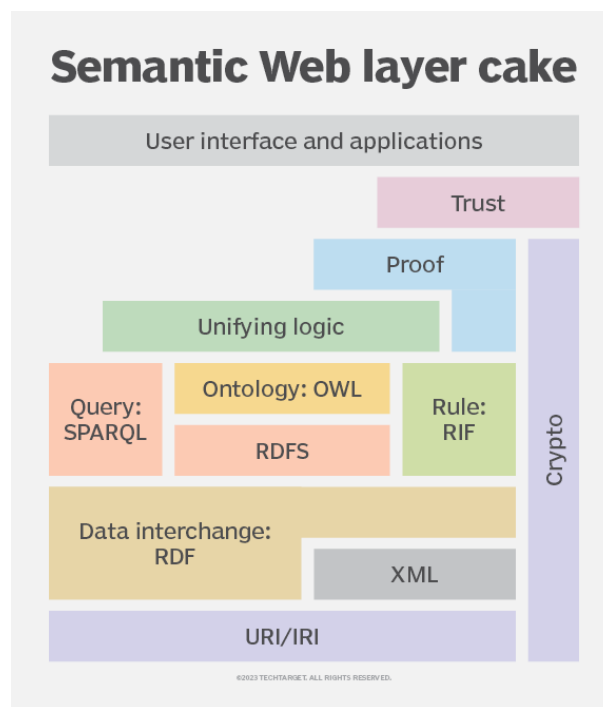 Semantic Web layer cake
User interface and applications
Trust
Proof
Unifying logic
Query:
SPARQL
Ontology: OWL
RDFS
Rule:
RIF
Crypto
Data interchange:
RDF
XML
URI/IRI
©2023 TECHTARGET. ALL RIGHTS RESERVED.